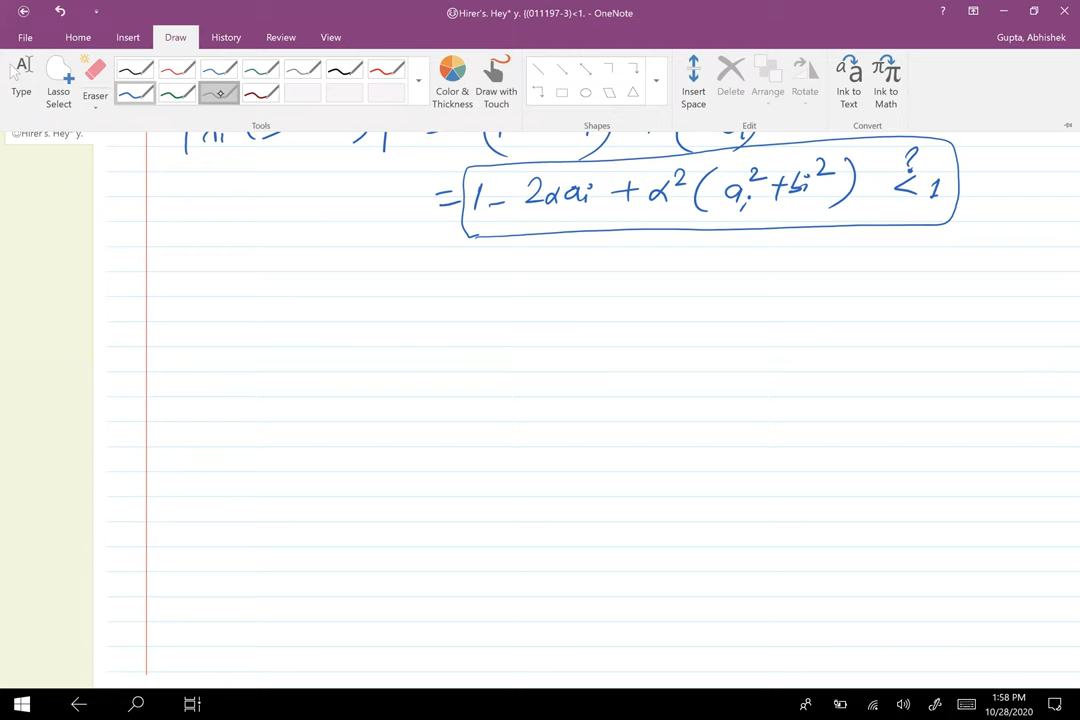 Hirer's. Hey* y. {(011197-3)<1. - OneNote
File Home Insert Draw History Review View
Gupta, Abhishek
Type
Lasso Select
Eraser
Color & Thickness
Draw with Touch
Insert Space
Delete
Arrange
Rotate
Ink to Text
Ink to Math
Tools
Shapes
Edit
Convert
Hirer's. Hey* y.
= 1 - 2αaᵢ + α² (aᵢ² + bᵢ²) <? 1
1:58 PM
10/28/2020